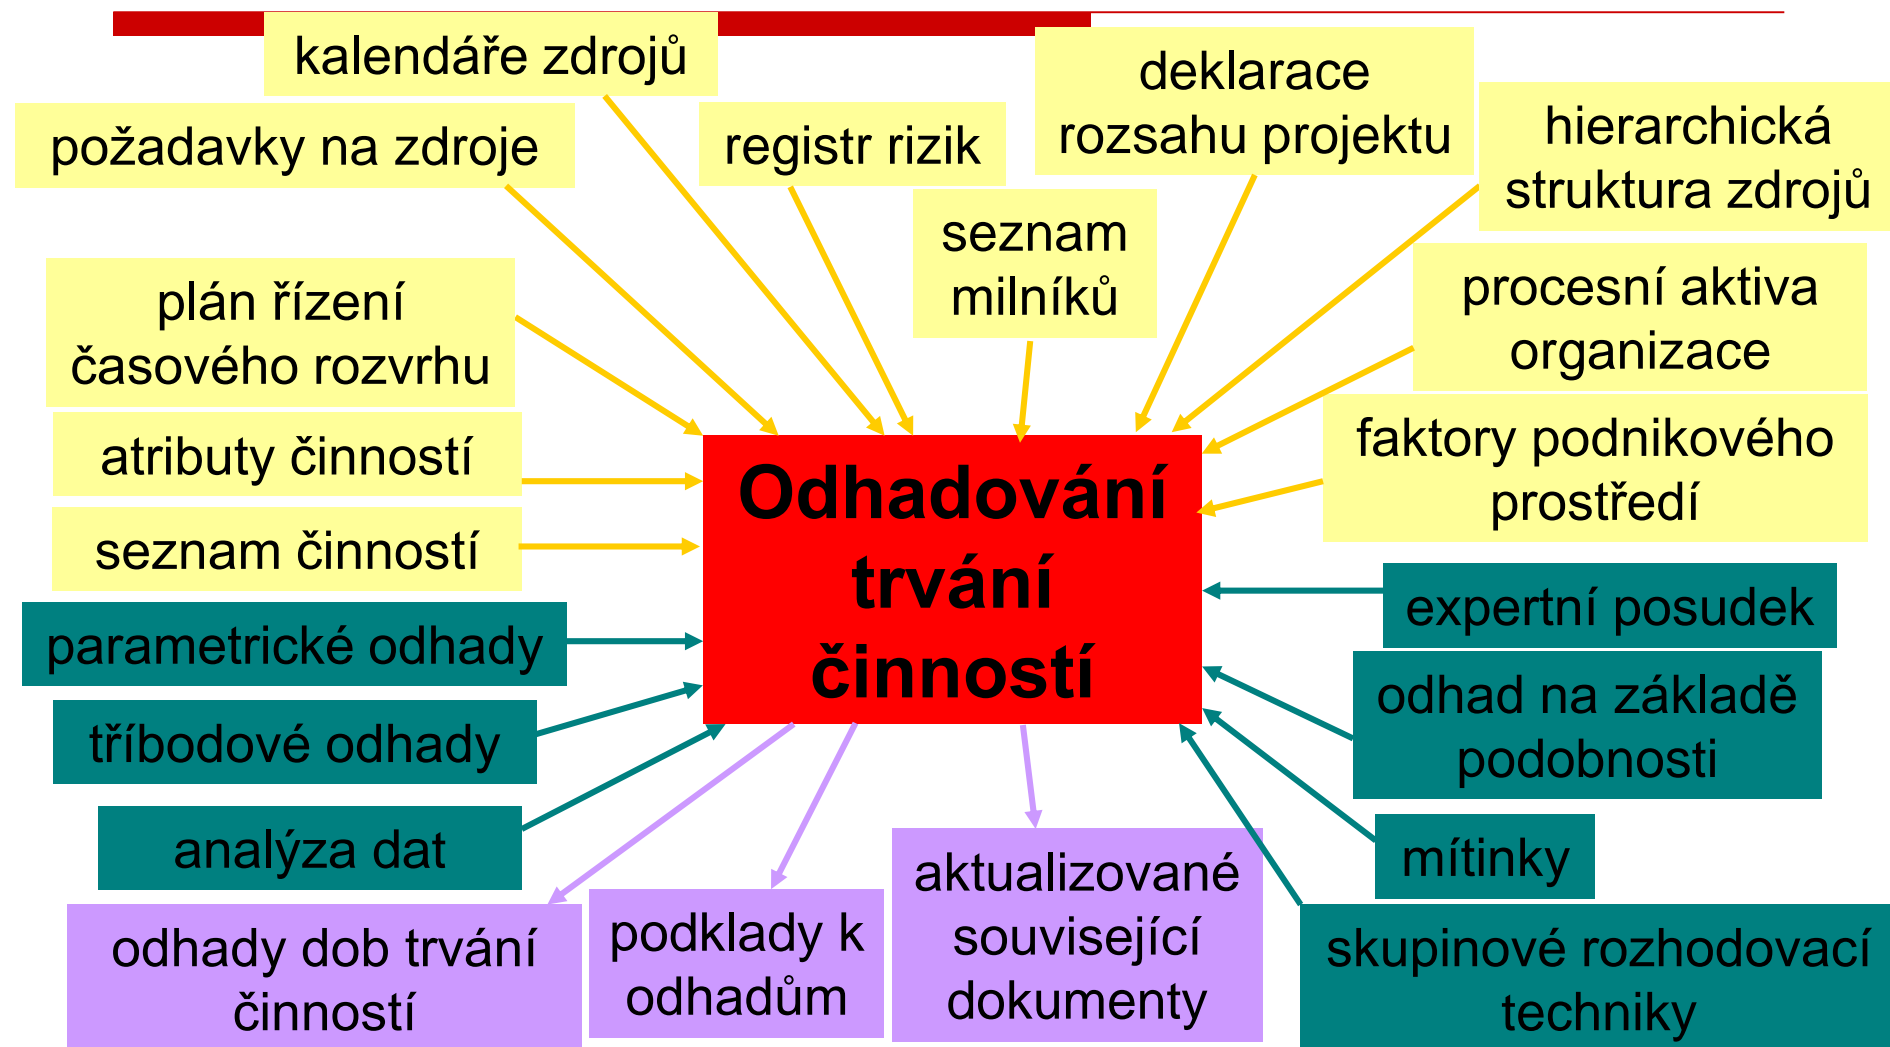 kalendáře zdrojů
deklarace
rozsahu projektu
hierarchická
struktura zdrojů
požadavky na zdroje
registr rizik
seznam
milníků
plán řízení
časového rozvrhu
procesní aktiva
organizace
atributy činností
faktory podnikového
prostředí
seznam činností
Odhadování
trvání
činností
parametrické odhady
expertní posudek
tříbodové odhady
odhad na základě
podobnosti
analýza dat
mítinky
odhady dob trvání
činností
podklady k
odhadům
aktualizované
související
dokumenty
skupinové rozhodovací
techniky